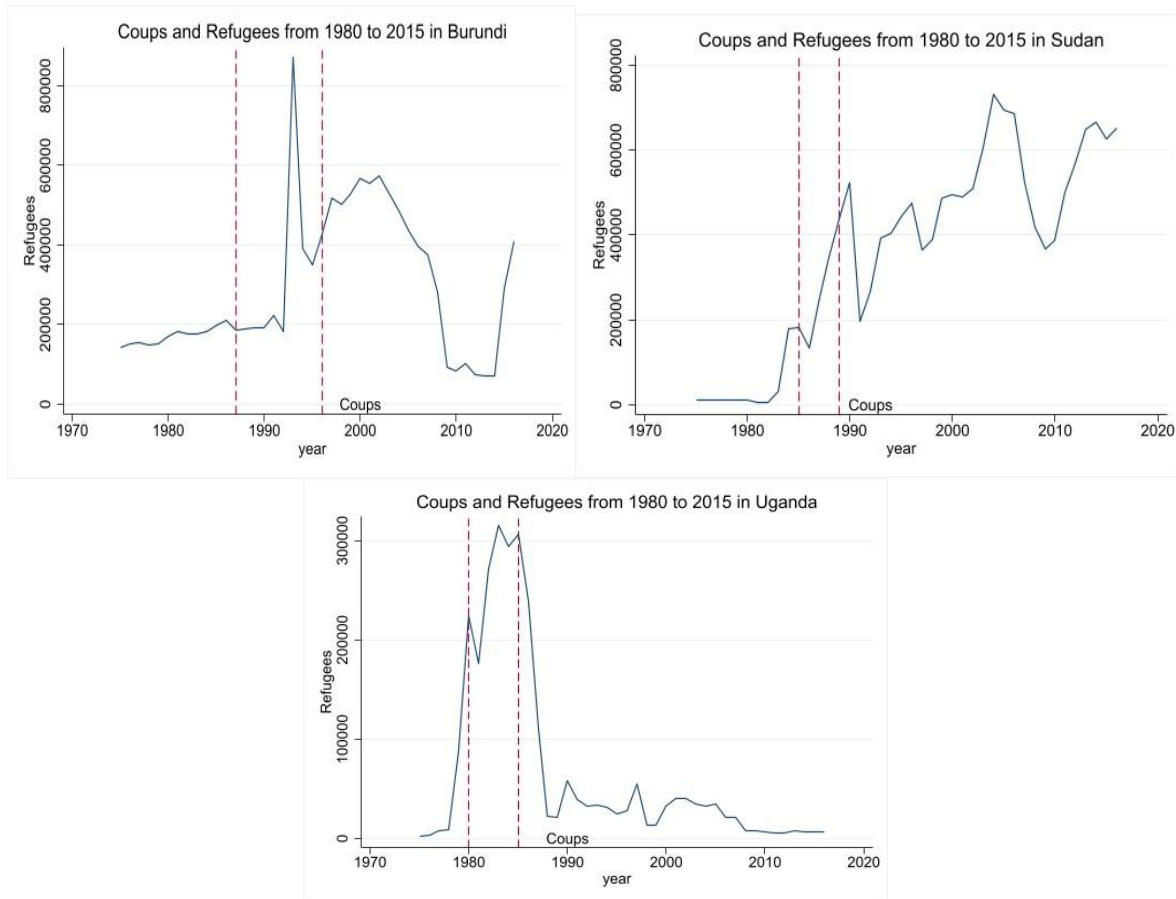 Coups and Refugees from 1980 to 2015 in Burundi
Refugees
800000
600000
400000
200000
0
Coups
1970 1980 1990 2000 2010 2020
year
Coups and Refugees from 1980 to 2015 in Sudan
Refugees
800000
600000
400000
200000
0
Coups
1970 1980 1990 2000 2010 2020
year
Coups and Refugees from 1980 to 2015 in Uganda
Refugees
300000
200000
100000
0
Coups
1970 1980 1990 2000 2010 2020
year